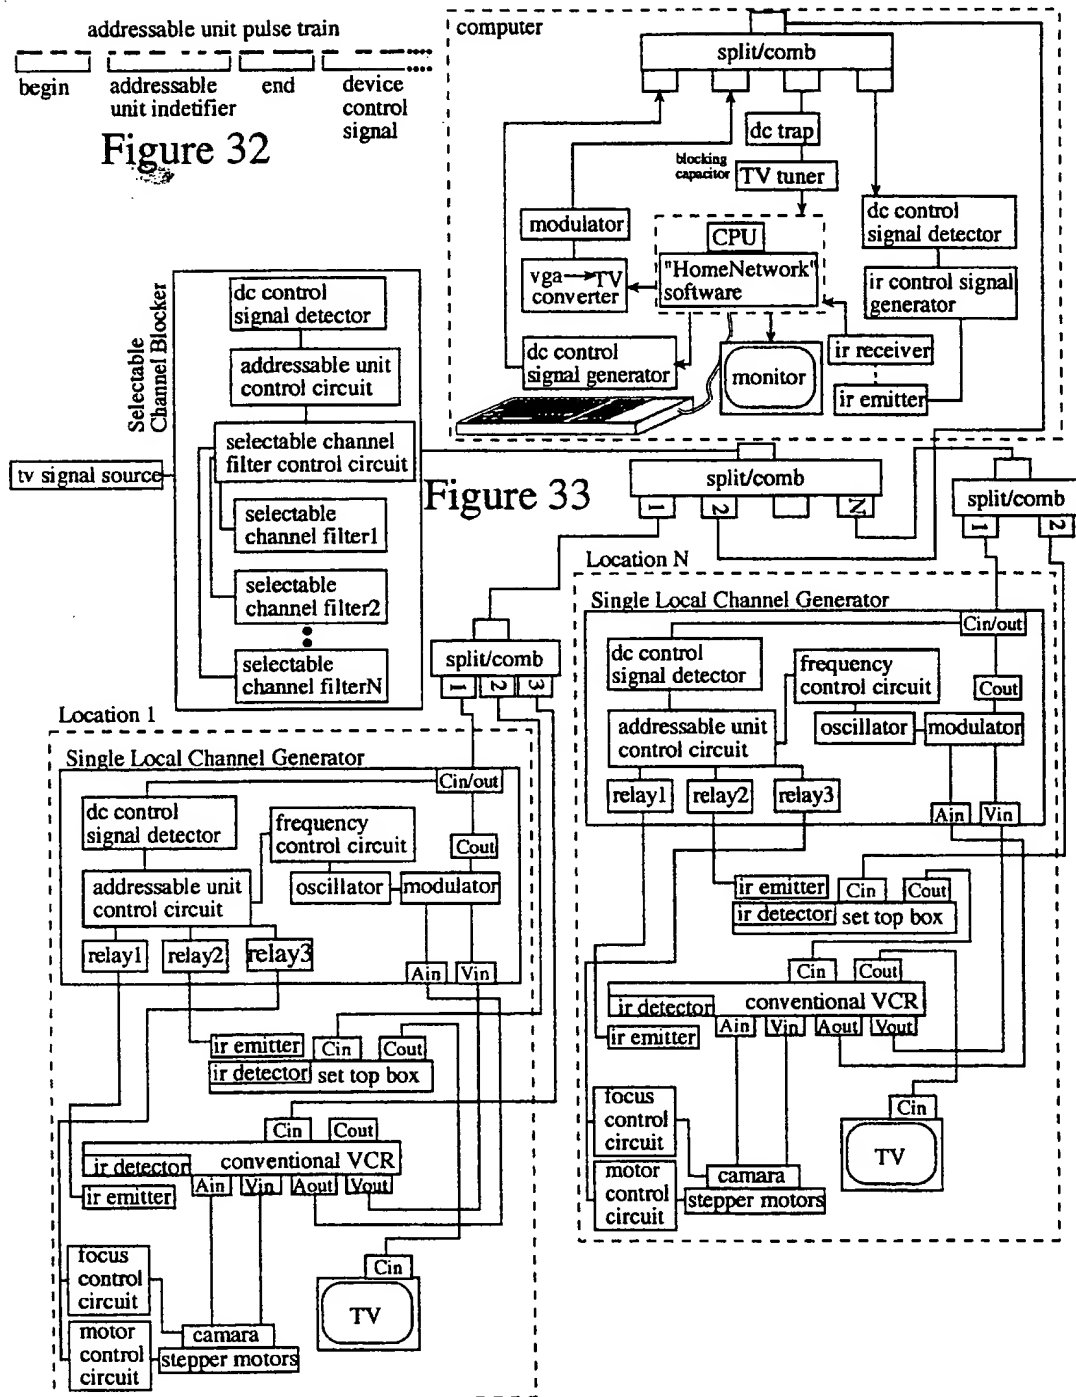 addressable unit pulse train
begin
addressable
unit indetifier
end
device
control
signal
Figure 32
computer
split/comb
dc trap
blocking
capacitor
TV tuner
modulator
CPU
"HomeNetwork"
software
vga → TV
converter
dc control
signal detector
ir control signal
generator
ir receiver
ir emitter
dc control
signal generator
monitor
Selectable
Channel Blocker
dc control
signal detector
addressable unit
control circuit
selectable channel
filter control circuit
tv signal source
selectable
channel filter1
selectable
channel filter2
selectable
channel filterN
Figure 33
split/comb
1
2
N
split/comb
1
2
split/comb
1
2
3
Location 1
Single Local Channel Generator
Cin/out
dc control
signal detector
frequency
control circuit
Cout
addressable unit
control circuit
oscillator
modulator
relay1
relay2
relay3
Ain
Vin
ir emitter
Cin
Cout
ir detector
set top box
Cin
Cout
ir detector
conventional VCR
ir emitter
Ain
Vin
Aout
Vout
focus
control
circuit
Cin
TV
motor
control
circuit
camara
stepper motors
Location N
Single Local Channel Generator
Cin/out
dc control
signal detector
frequency
control circuit
Cout
addressable unit
control circuit
oscillator
modulator
relay1
relay2
relay3
Ain
Vin
ir emitter
Cin
Cout
ir detector
set top box
Cin
Cout
ir detector
conventional VCR
ir emitter
Ain
Vin
Aout
Vout
focus
control
circuit
Cin
TV
motor
control
circuit
camara
stepper motors